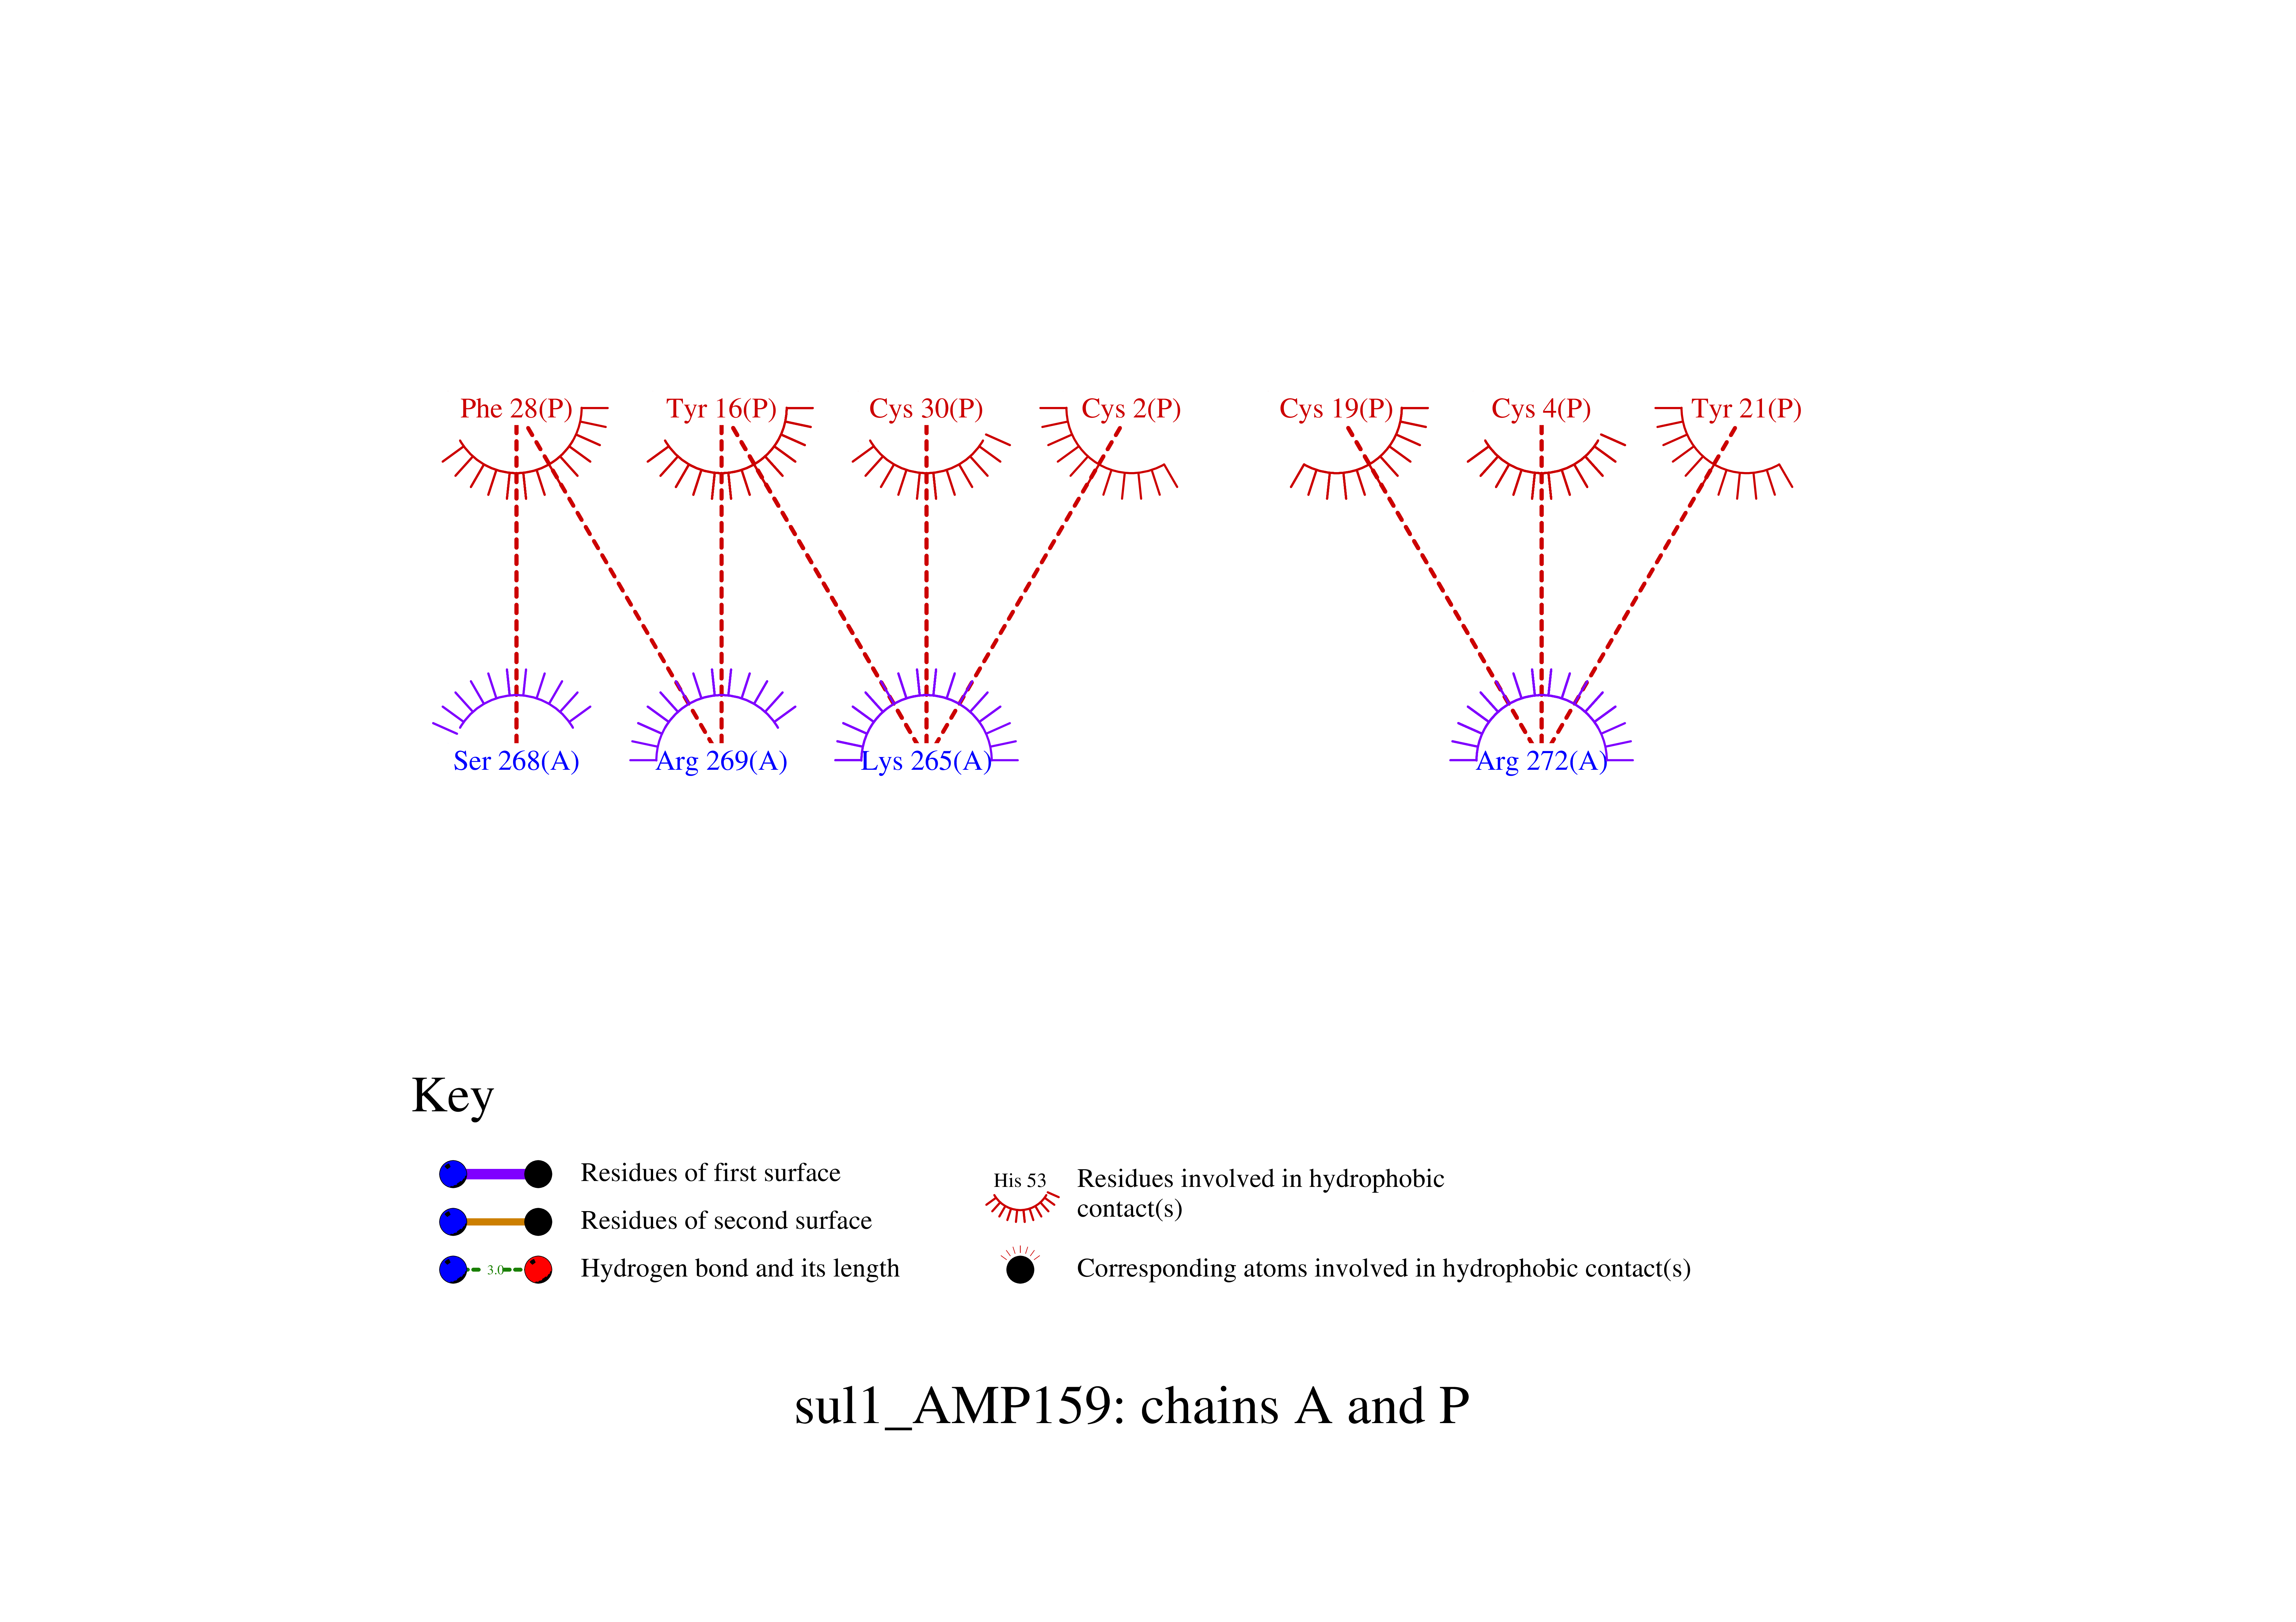 Phe 28(P) Tyr 16(P) Cys 30(P) Cys 2(P) Cys 19(P) Cys 4(P) Tyr 21(P)
Ser 268(A) Arg 269(A) Lys 265(A) Arg 272(A)
Key
Residues of first surface
Residues of second surface
3.0 Hydrogen bond and its length
His 53 Residues involved in hydrophobic
contact(s)
Corresponding atoms involved in hydrophobic contact(s)
sul1_AMP159: chains A and P